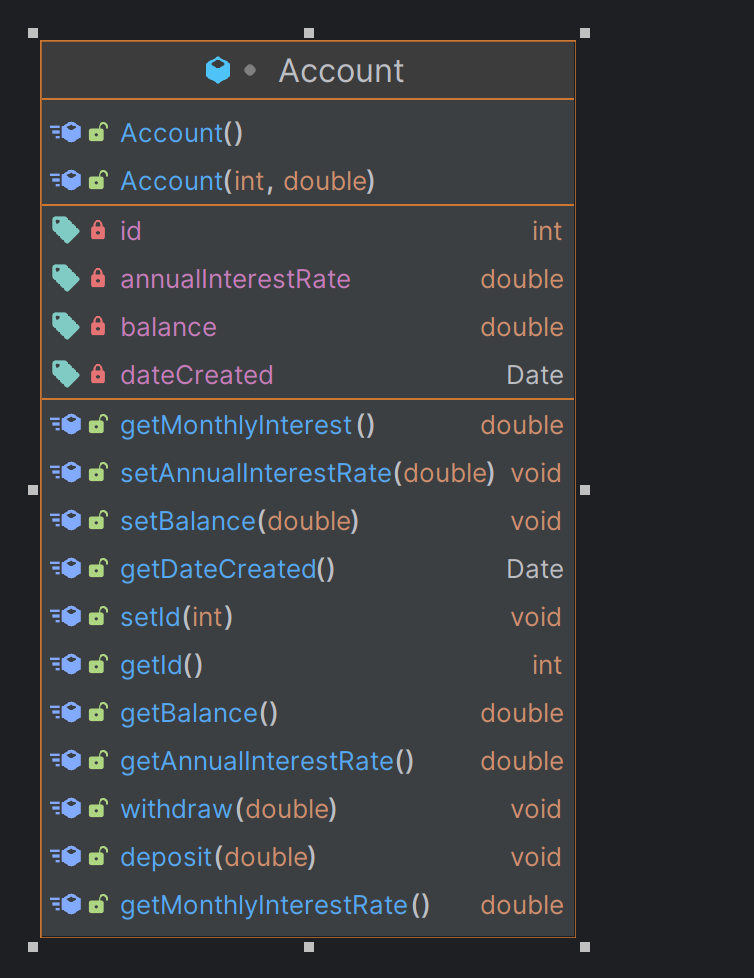 Account
Account()
Account(int, double)
id int
annualInterestRate double
balance double
dateCreated Date
getMonthlyInterest() double
setAnnualInterestRate(double) void
setBalance(double) void
getDateCreated() Date
setId(int) void
getId() int
getBalance() double
getAnnualInterestRate() double
withdraw(double) void
deposit(double) void
getMonthlyInterestRate() double